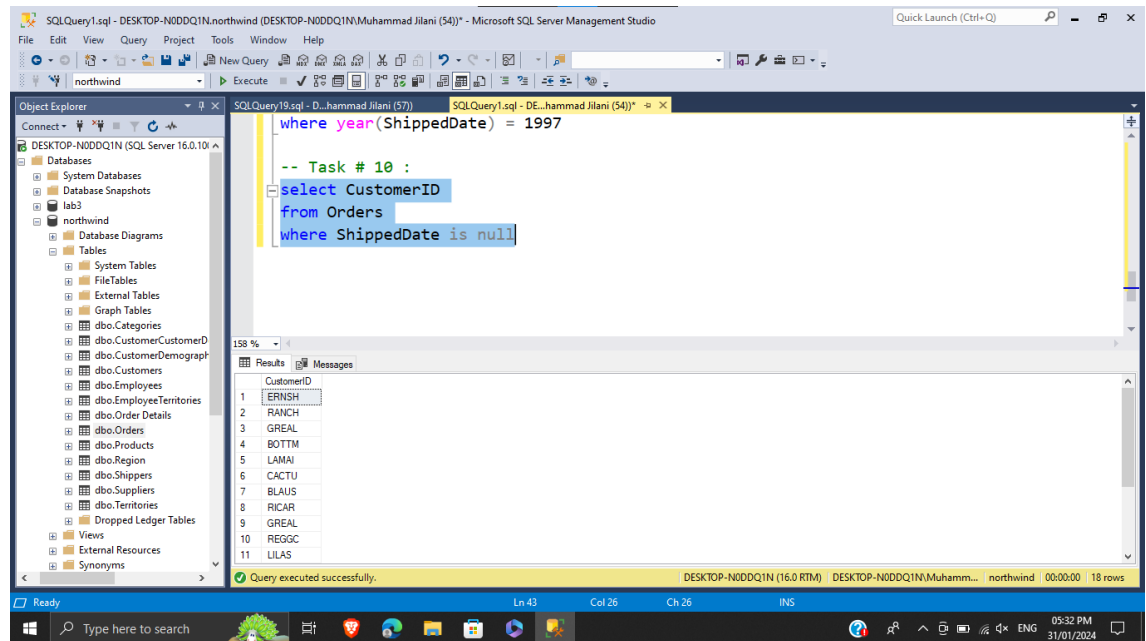 SQLQuery1.sql - DESKTOP-N0DDQ1N.northwind (DESKTOP-N0DDQ1N\Muhammad Jilani (54))* - Microsoft SQL Server Management Studio
Quick Launch (Ctrl+Q)
File Edit View Query Project Tools Window Help
New Query
northwind Execute
Object Explorer
SQLQuery19.sql - D...hammad Jilani (57)) SQLQuery1.sql - DE...hammad Jilani (54))*
Connect
DESKTOP-N0DDQ1N (SQL Server 16.0.10
Databases
System Databases
Database Snapshots
lab3
northwind
Database Diagrams
Tables
System Tables
FileTables
External Tables
Graph Tables
dbo.Categories
dbo.CustomerCustomerD
dbo.CustomerDemograph
dbo.Customers
dbo.Employees
dbo.EmployeeTerritories
dbo.Order Details
dbo.Orders
dbo.Products
dbo.Region
dbo.Shippers
dbo.Suppliers
dbo.Territories
Dropped Ledger Tables
Views
External Resources
Synonyms
where year(ShippedDate) = 1997
-- Task # 10 :
select CustomerID
from Orders
where ShippedDate is null
158 %
Results Messages
CustomerID
1 ERNSH
2 RANCH
3 GREAL
4 BOTTM
5 LAMAI
6 CACTU
7 BLAUS
8 RICAR
9 GREAL
10 REGGC
11 LILAS
Query executed successfully.
DESKTOP-N0DDQ1N (16.0 RTM) DESKTOP-N0DDQ1N\Muhamm... northwind 00:00:00 18 rows
Ready Ln 43 Col 26 Ch 26 INS
Type here to search
ENG
05:32 PM
31/01/2024